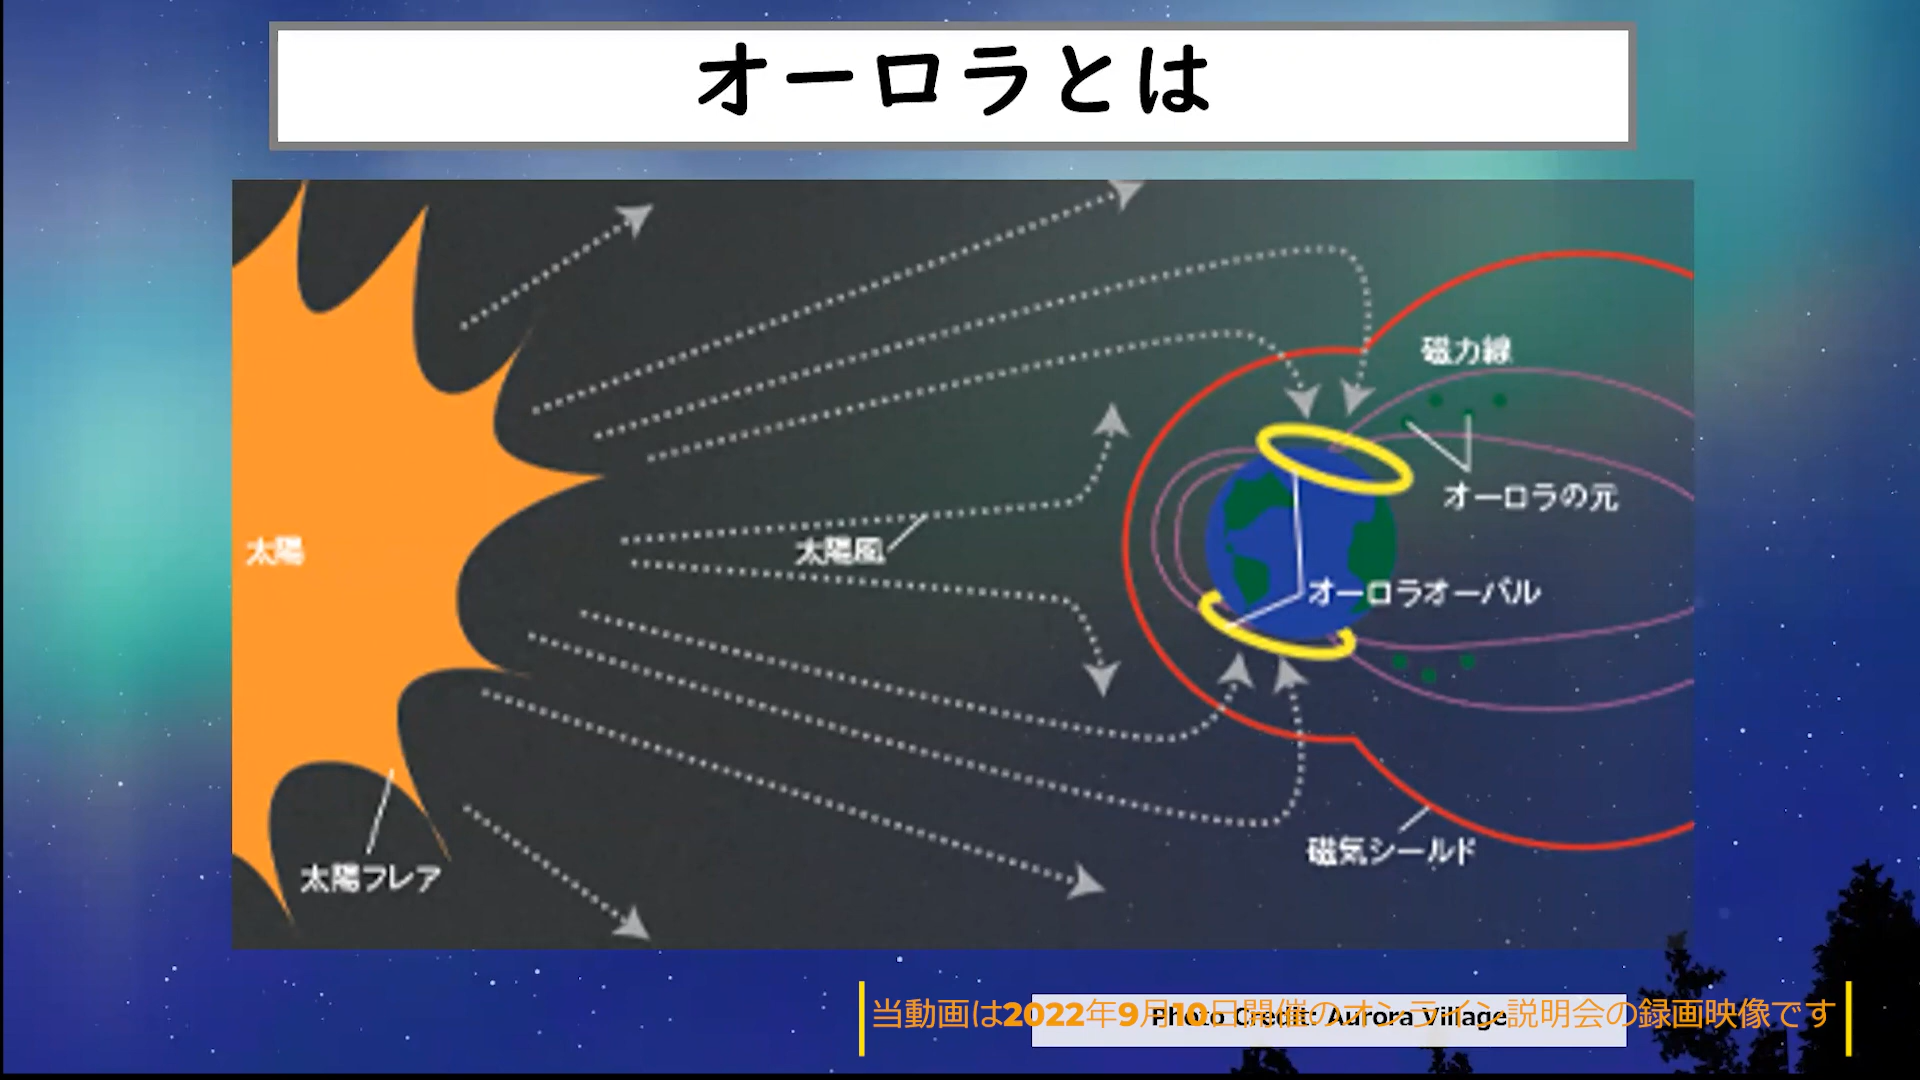 オーロラとは
磁力線
オーロラの元
太陽
太陽風
オーロラオーバル
磁気シールド
太陽フレア
当動画は2022年9月10日開催のオンライン説明会の録画映像です
Photo Credit: Aurora Village